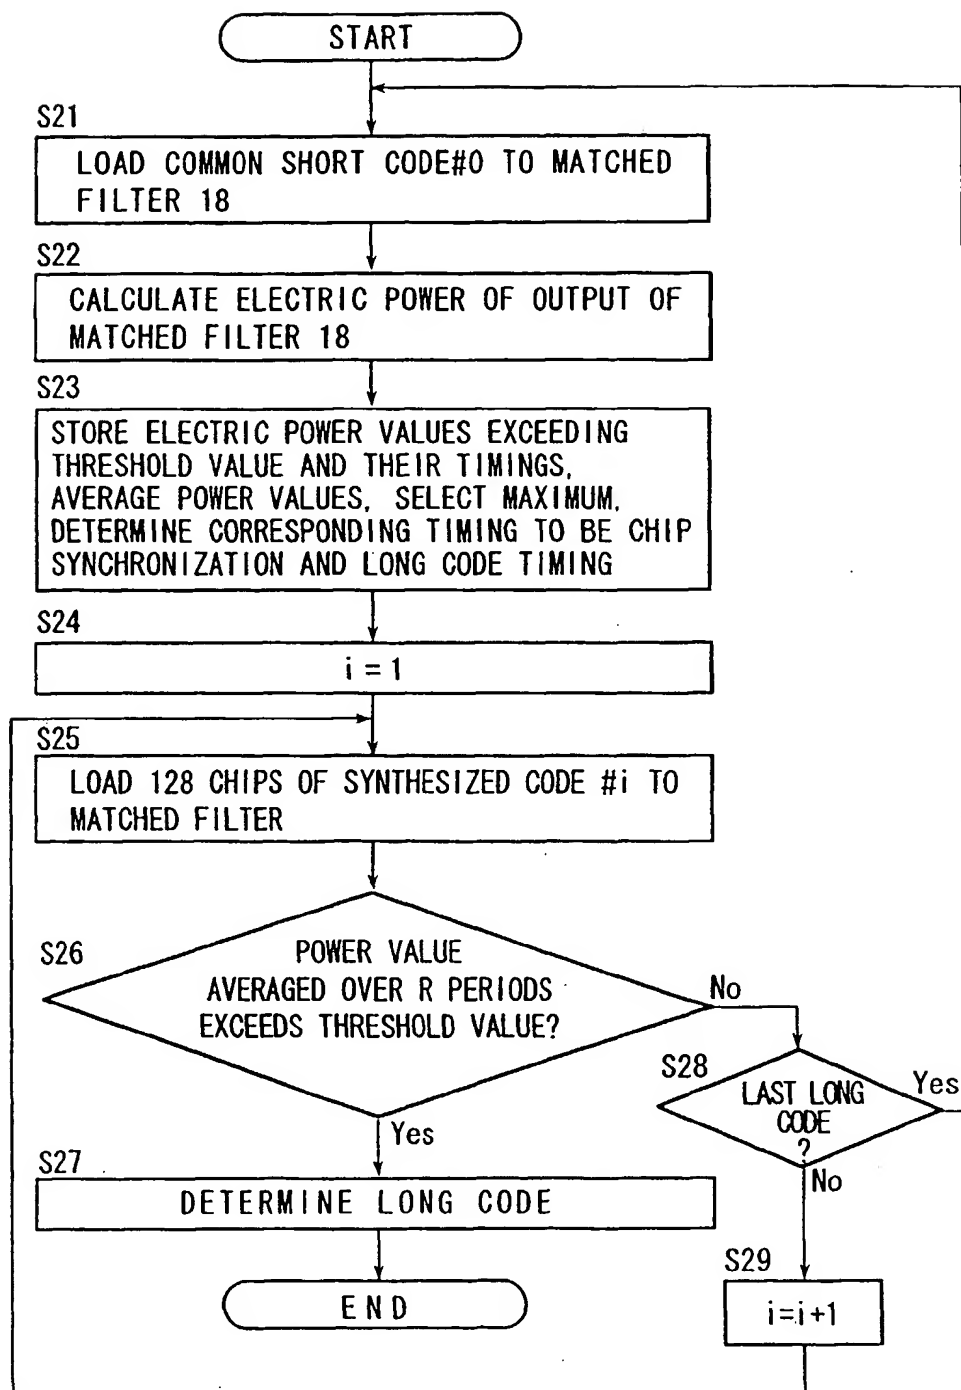 START
S21
LOAD COMMON SHORT CODE#0 TO MATCHED
FILTER 18
S22
CALCULATE ELECTRIC POWER OF OUTPUT OF
MATCHED FILTER 18
S23
STORE ELECTRIC POWER VALUES EXCEEDING
THRESHOLD VALUE AND THEIR TIMINGS,
AVERAGE POWER VALUES, SELECT MAXIMUM,
DETERMINE CORRESPONDING TIMING TO BE CHIP
SYNCHRONIZATION AND LONG CODE TIMING
S24
i = 1
S25
LOAD 128 CHIPS OF SYNTHESIZED CODE #i TO
MATCHED FILTER
S26
POWER VALUE
AVERAGED OVER R PERIODS
EXCEEDS THRESHOLD VALUE?
No
Yes
S28
LAST LONG
CODE
?
Yes
No
S27
DETERMINE LONG CODE
END
S29
i=i+1